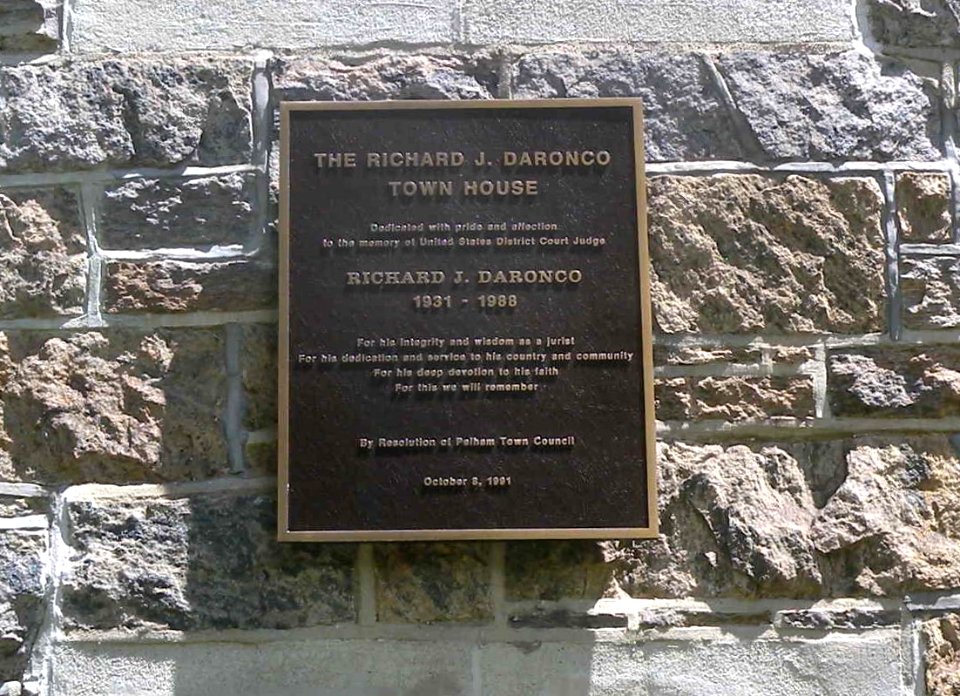 THE RICHARD J. DARONCO
TOWN HOUSE
Dedicated with pride and affection
to the memory of United States District Court Judge
RICHARD J. DARONCO
1931 - 1988
For his integrity and wisdom as a jurist
For his dedication and service to his country and community
For his deep devotion to his faith
For this we will remember
By Resolution of Pelham Town Council
October 8, 1991